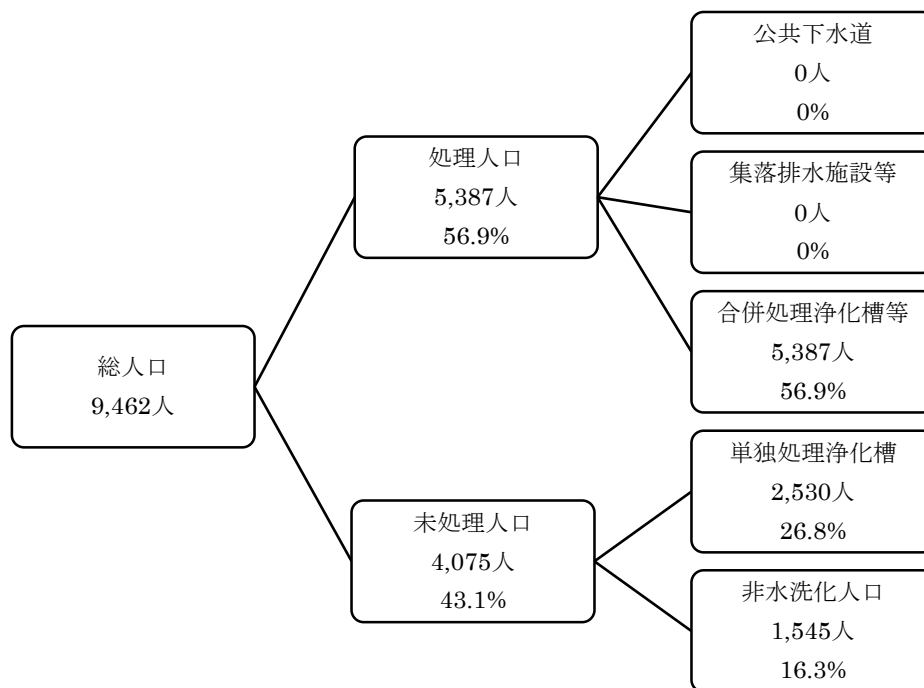 総人口
9,462人
処理人口
5,387人
56.9%
未処理人口
4,075人
43.1%
公共下水道
0人
0%
集落排水施設等
0人
0%
合併処理浄化槽等
5,387人
56.9%
単独処理浄化槽
2,530人
26.8%
非水洗化人口
1,545人
16.3%